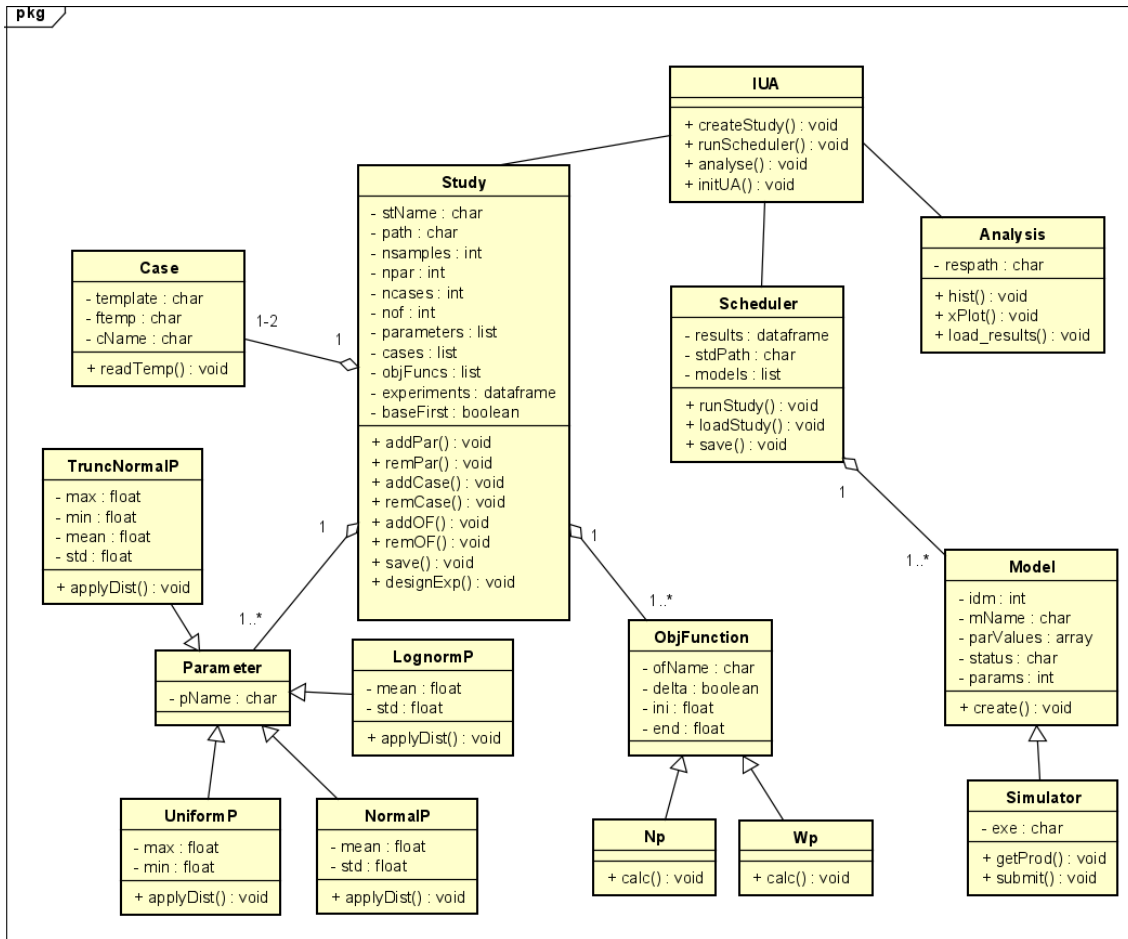 pkg
IUA
+ createStudy() : void
+ runScheduler() : void
+ analyse() : void
+ initUA() : void
Study
- stName : char
- path : char
- nsamples : int
- npar : int
- ncases : int
- nof : int
- parameters : list
- cases : list
- objFuncs : list
- experiments : dataframe
- baseFirst : boolean
+ addPar() : void
+ remPar() : void
+ addCase() : void
+ remCase() : void
+ addOF() : void
+ remOF() : void
+ save() : void
+ designExp() : void
Analysis
- respath : char
+ hist() : void
+ xPlot() : void
+ load_results() : void
Case
- template : char
- ftemp : char
- cName : char
+ readTemp() : void
1-2
1
Scheduler
- results : dataframe
- stdPath : char
- models : list
+ runStudy() : void
+ loadStudy() : void
+ save() : void
1
1..*
TruncNormalP
- max : float
- min : float
- mean : float
- std : float
+ applyDist() : void
1
1..*
1
1..*
Model
- idm : int
- mName : char
- parValues : array
- status : char
- params : int
+ create() : void
Parameter
- pName : char
LognormP
- mean : float
- std : float
+ applyDist() : void
ObjFunction
- ofName : char
- delta : boolean
- ini : float
- end : float
Simulator
- exe : char
+ getProd() : void
+ submit() : void
UniformP
- max : float
- min : float
+ applyDist() : void
NormalP
- mean : float
- std : float
+ applyDist() : void
Np
+ calc() : void
Wp
+ calc() : void